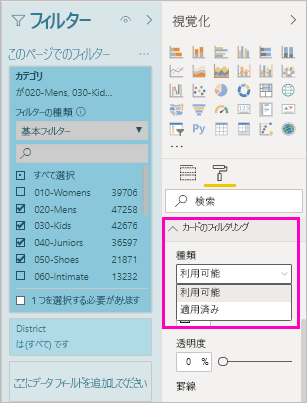 フィルター
このページでのフィルター
カテゴリ
が020-Mens, 030-Kid...
フィルターの種類
基本フィルター
すべて選択
010-Womens 39706
020-Mens 47258
030-Kids 42676
040-Juniors 36597
050-Shoes 21871
060-Intimate 13232
1 つを選択する必要があります
District
は (すべて) です
ここにデータ フィールドを追加してくだ...
視覚化
Py
R
検索
カードのフィルタリング
種類
利用可能
利用可能
適用済み
透明度
0 %
罫線